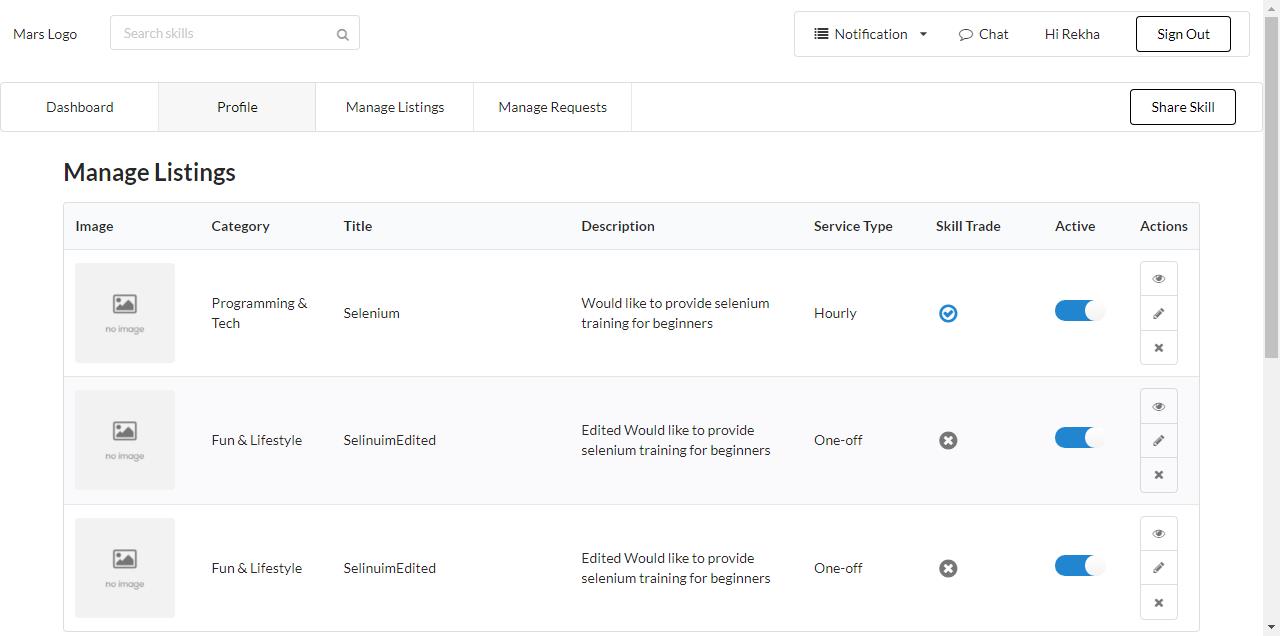 Mars Logo
Search skills
Notification
Chat
Hi Rekha
Sign Out
Dashboard
Profile
Manage Listings
Manage Requests
Share Skill
Manage Listings
Image Category Title Description Service Type Skill Trade Active Actions
no image
Programming &
Tech
Selenium
Would like to provide selenium
training for beginners
Hourly
no image
Fun & Lifestyle
SelinuimEdited
Edited Would like to provide
selenium training for beginners
One-off
no image
Fun & Lifestyle
SelinuimEdited
Edited Would like to provide
selenium training for beginners
One-off